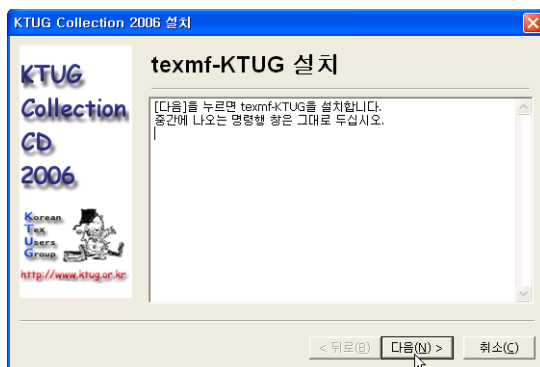 KTUG Collection 2006 설치
KTUG
Collection
CD
2006
Korean
TeX
Users
Group
http://www.ktug.or.kr
texmf-KTUG 설치
[다음]을 누르면 texmf-KTUG를 설치합니다.
중간에 나오는 명령행 창은 그대로 두십시오.
< 뒤로(B)
다음(N) >
취소(C)